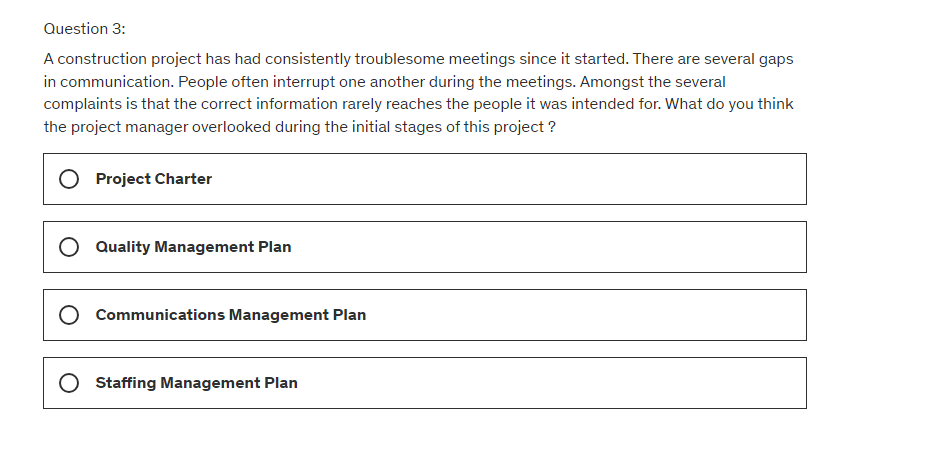 Question 3:
A construction project has had consistently troublesome meetings since it started. There are several gaps
in communication. People often interrupt one another during the meetings. Amongst the several
complaints is that the correct information rarely reaches the people it was intended for. What do you think
the project manager overlooked during the initial stages of this project ?
Project Charter
Quality Management Plan
Communications Management Plan
Staffing Management Plan